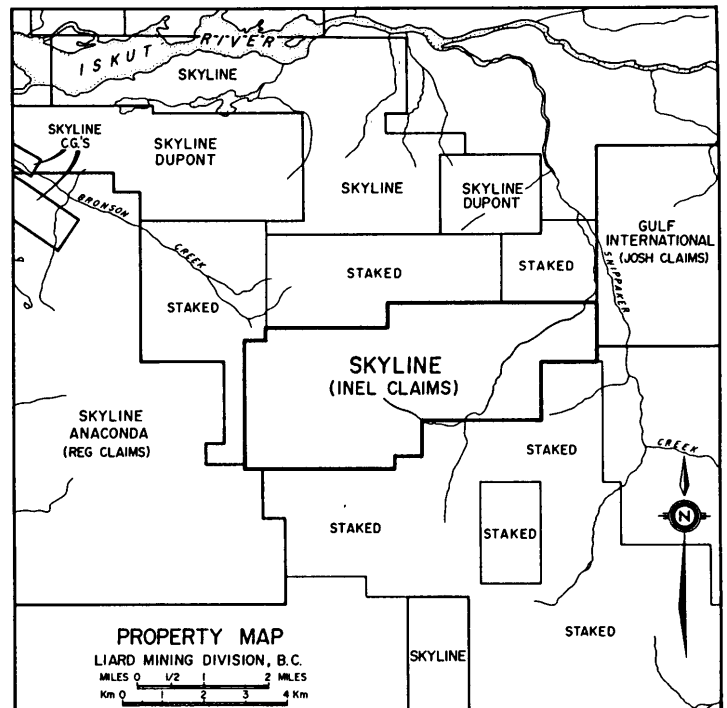 ISKUT RIVER
SKYLINE
SKYLINE
C.G.'S
SKYLINE
DUPONT
SKYLINE
SKYLINE
DUPONT
GULF
INTERNATIONAL
(JOSH CLAIMS)
BRONSON
CREEK
STAKED
STAKED
STAKED
SNIPPAKER
CREEK
SKYLINE
(INEL CLAIMS)
SKYLINE
ANACONDA
(REG CLAIMS)
STAKED
STAKED
STAKED
N
STAKED
SKYLINE
PROPERTY MAP
LIARD MINING DIVISION, B.C.
MILES 0 1/2 1 2 MILES
Km 0 1 2 3 4 Km